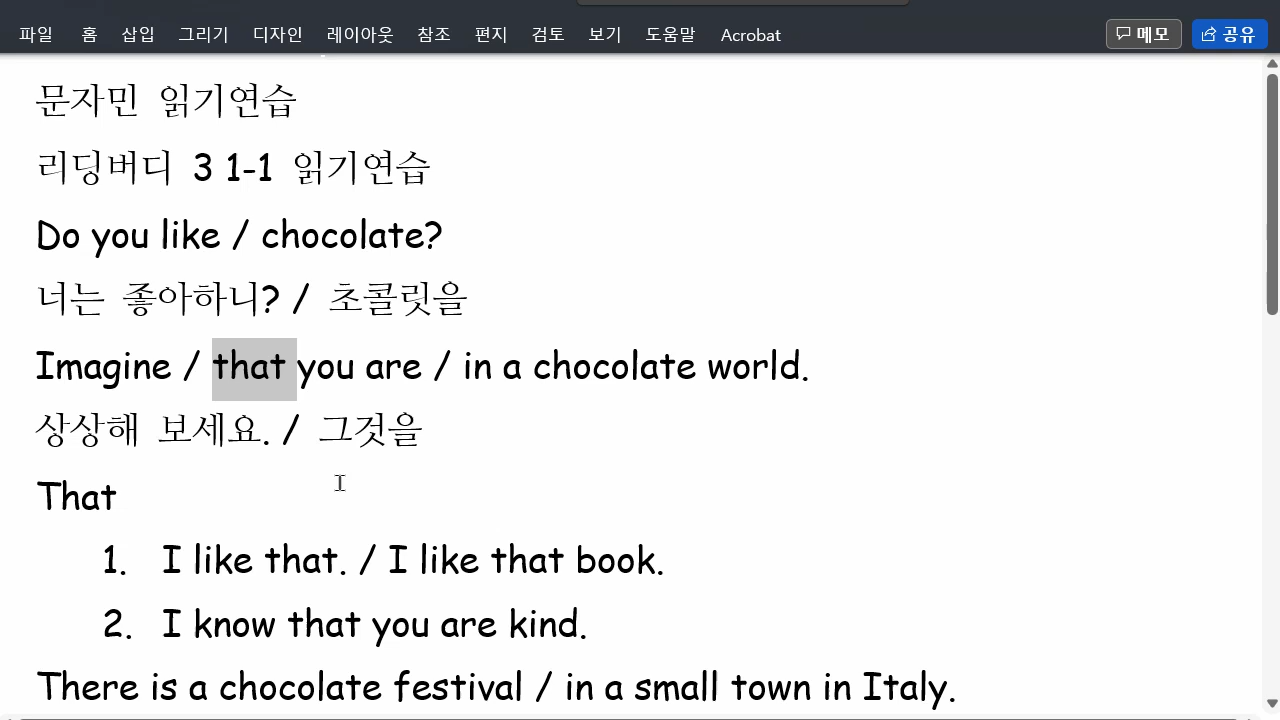 파일 홈 삽입 그리기 디자인 레이아웃 참조 편지 검토 보기 도움말 Acrobat 메모 공유
문자민 읽기연습
리딩버디 3 1-1 읽기연습
Do you like / chocolate?
너는 좋아하니? / 초콜릿을
Imagine / that you are / in a chocolate world.
상상해 보세요. / 그것을
That
1. I like that. / I like that book.
2. I know that you are kind.
There is a chocolate festival / in a small town in Italy.